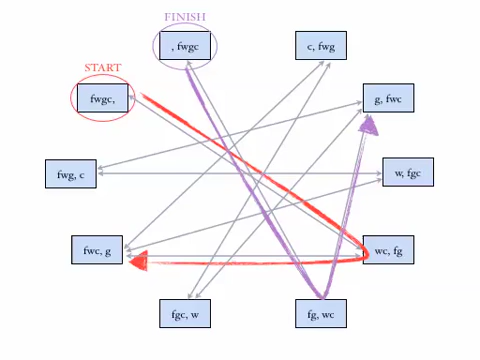 FINISH
, fwgc
c, fwg
START
fwgc,
g, fwc
fwg, c
w, fgc
fwc, g
wc, fg
fgc, w
fg, wc